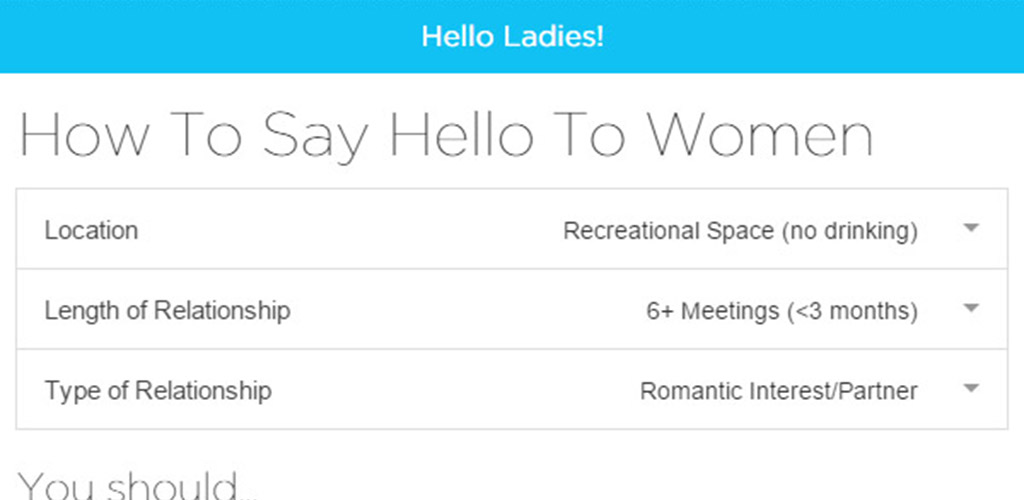 Hello Ladies!
How To Say Hello To Women
Location Recreational Space (no drinking)
Length of Relationship 6+ Meetings (<3 months)
Type of Relationship Romantic Interest/Partner
You should...